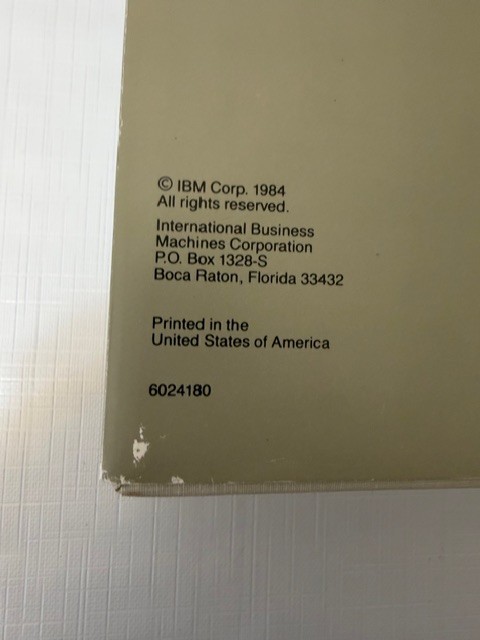 © IBM Corp. 1984
All rights reserved.
International Business
Machines Corporation
P.O. Box 1328-S
Boca Raton, Florida 33432
Printed in the
United States of America
6024180